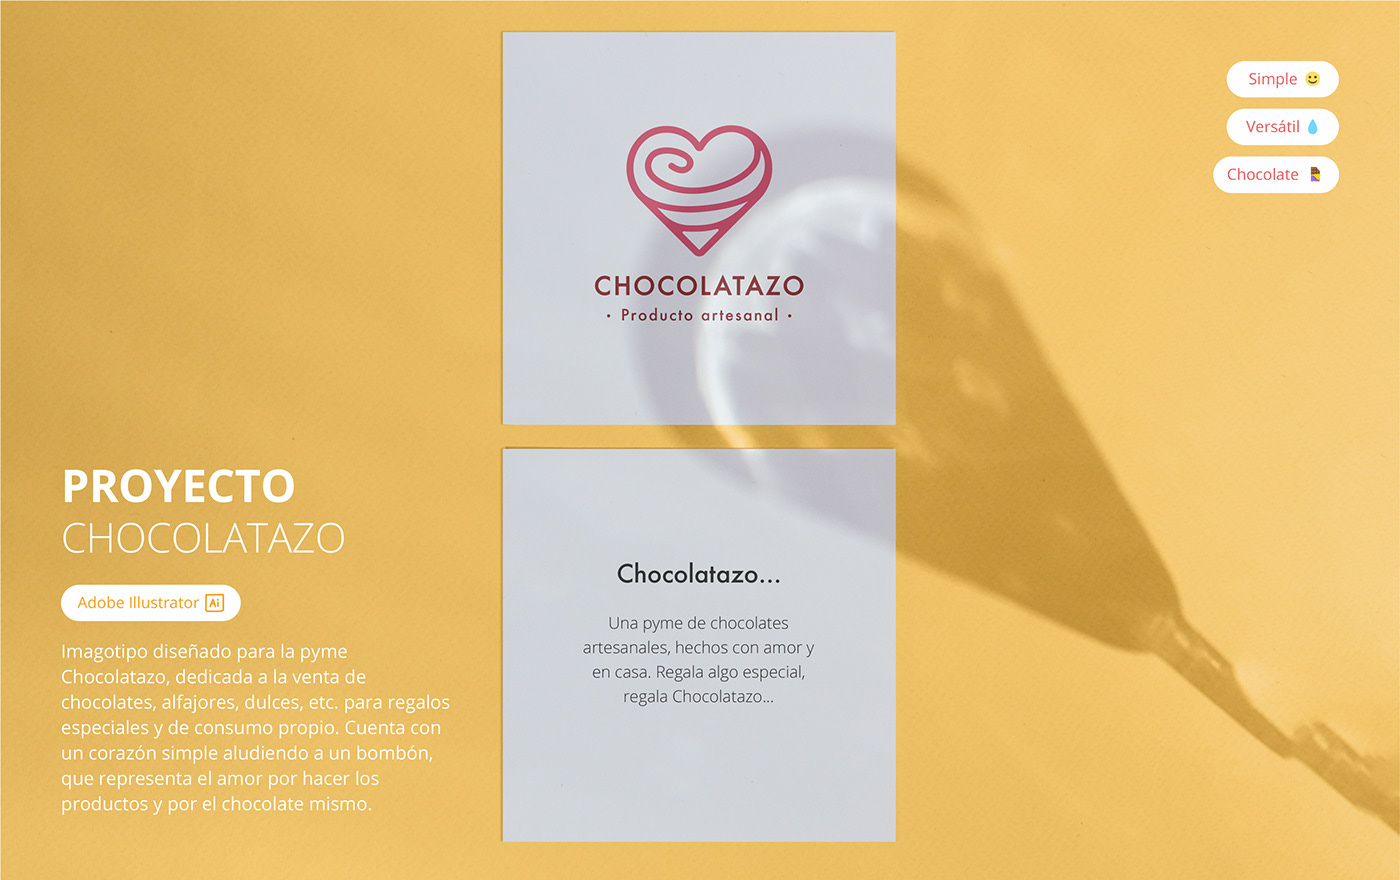 CHOCOLATAZO
· Producto artesanal ·
Simple
Versátil
Chocolate
PROYECTO
CHOCOLATAZO
Adobe Illustrator Ai
Imagotipo diseñado para la pyme
Chocolatazo, dedicada a la venta de
chocolates, alfajores, dulces, etc. para regalos
especiales y de consumo propio. Cuenta con
un corazón simple aludiendo a un bombón,
que representa el amor por hacer los
productos y por el chocolate mismo.
Chocolatazo...
Una pyme de chocolates
artesanales, hechos con amor y
en casa. Regala algo especial,
regala Chocolatazo...